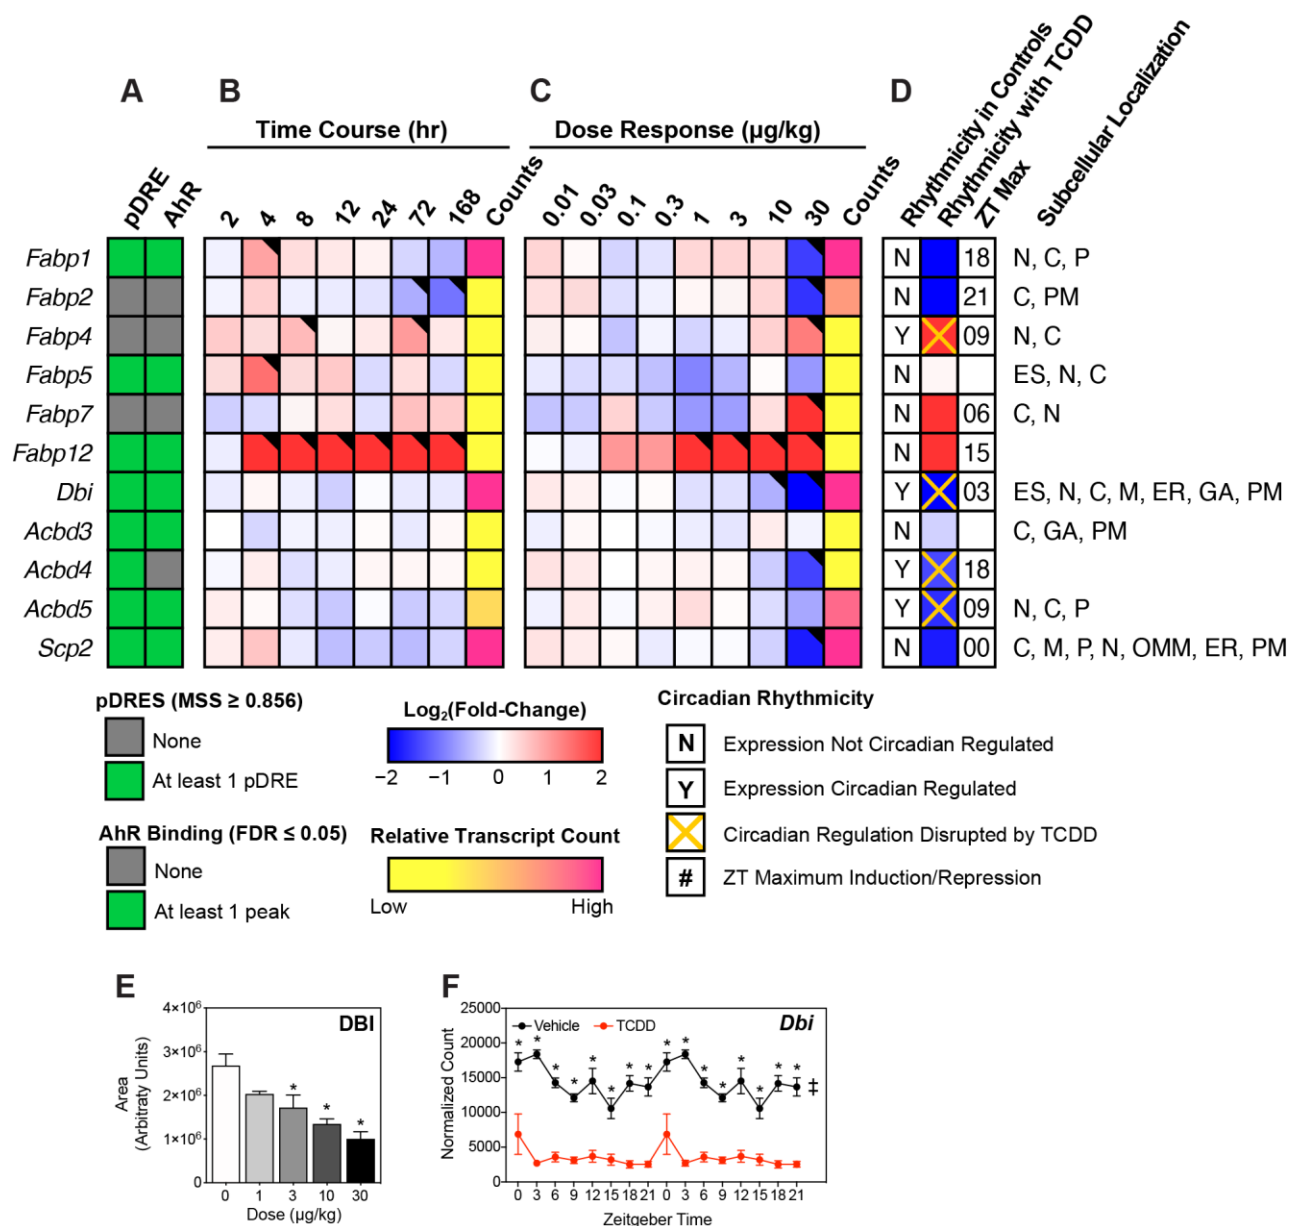 A B C D
Time Course (hr) Dose Response (µg/kg)
pDRE AhR 2 4 8 12 24 72 168 Counts 0.01 0.03 0.1 0.3 1 3 10 30 Counts Rhythmicity in Controls Rhythmicity with TCDD ZT Max Subcellular Localization
Fabp1 N 18 N, C, P
Fabp2 N 21 C, PM
Fabp4 Y 09 N, C
Fabp5 N ES, N, C
Fabp7 N 06 C, N
Fabp12 N 15
Dbi Y 03 ES, N, C, M, ER, GA, PM
Acbd3 N C, GA, PM
Acbd4 Y 18
Acbd5 Y 09 N, C, P
Scp2 N 00 C, M, P, N, OMM, ER, PM
pDRES (MSS ≥ 0.856)
None
At least 1 pDRE
AhR Binding (FDR ≤ 0.05)
None
At least 1 peak
Log₂(Fold-Change)
−2 −1 0 1 2
Relative Transcript Count
Low High
Circadian Rhythmicity
N Expression Not Circadian Regulated
Y Expression Circadian Regulated
Circadian Regulation Disrupted by TCDD
# ZT Maximum Induction/Repression
E
DBI
Area
(Arbitraty Units)
4×10⁶
3×10⁶
2×10⁶
1×10⁶
0
* * *
0 1 3 10 30
Dose (µg/kg)
F
Dbi
Vehicle TCDD
Normalized Count
25000
20000
15000
10000
5000
0
* * * * * * * * * * * * * * * *
‡
0 3 6 9 12 15 18 21 0 3 6 9 12 15 18 21
Zeitgeber Time